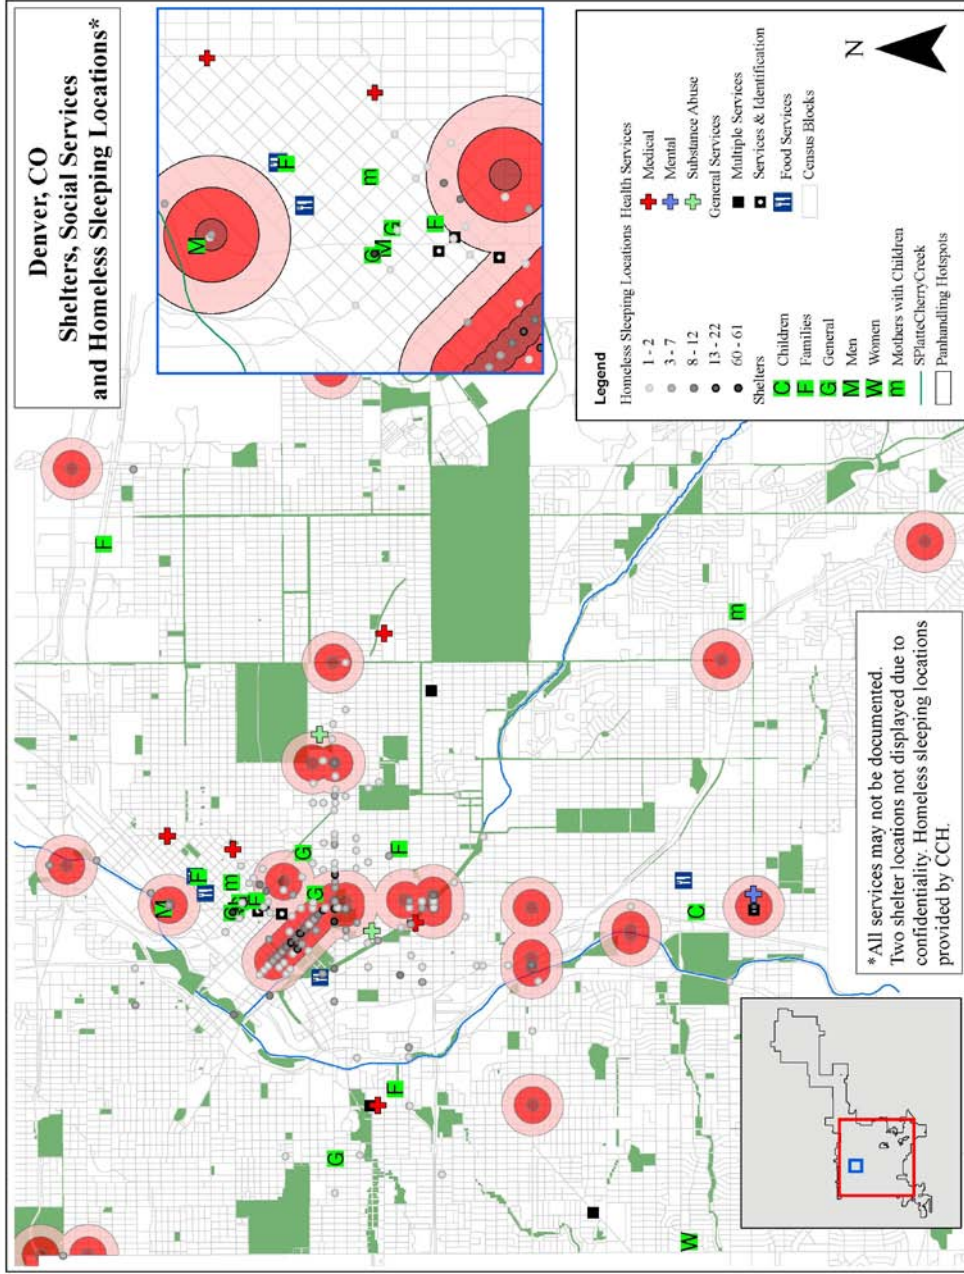 Denver, CO
Shelters, Social Services
and Homeless Sleeping Locations*
M
F
m
G
G
M
F
F
F
M
F
m
G
F
G
G
F
F
G
C
W
m
Legend
Homeless Sleeping Locations
1 - 2
3 - 7
8 - 12
13 - 22
60 - 61
Shelters
C Children
F Families
G General
M Men
W Women
m Mothers with Children
SPlatteCherryCreek
Panhandling Hotspots
Health Services
Medical
Mental
Substance Abuse
General Services
Multiple Services
Services & Identification
Food Services
Census Blocks
N
*All services may not be documented.
Two shelter locations not displayed due to
confidentiality. Homeless sleeping locations
provided by CCH.